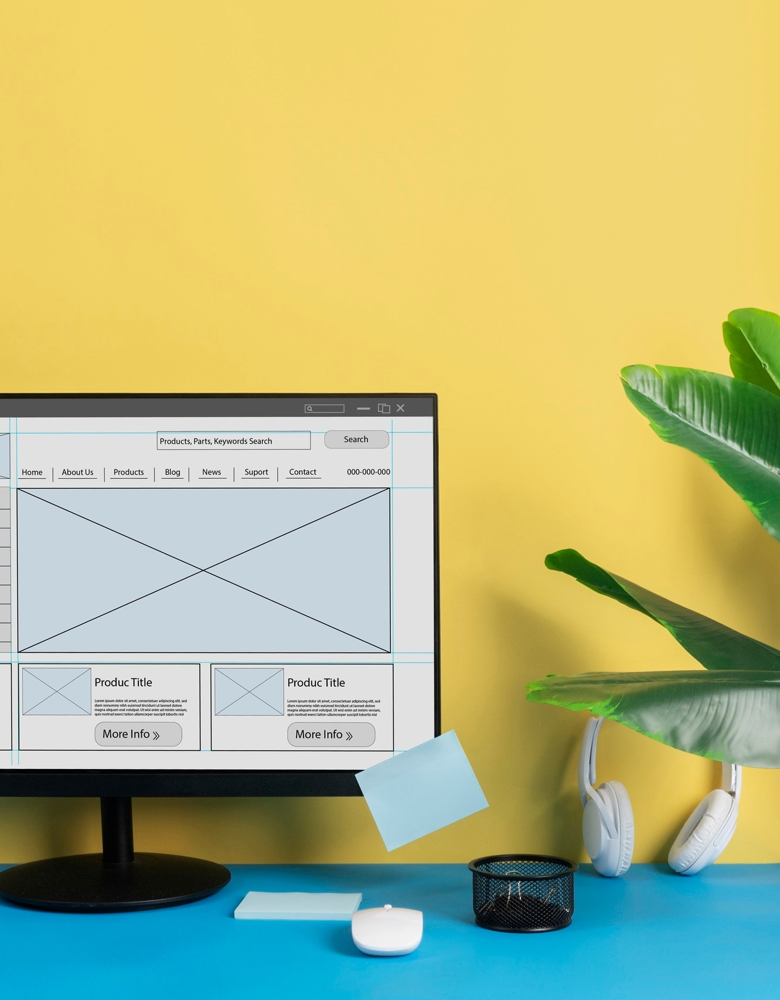 Products, Parts, Keywords Search
Search
Home
About Us
Products
Blog
News
Suport
Contact
000-000-000
Produc Title
Lorem ipsum dolor sit amet, consectetuer adipiscing elit, sed
diam nonummy nibh euismod tincidunt ut laoreet dolore
magna aliquam erat volutpat. Ut wisi enim ad minim veniam,
quis nostrud exerci tation ullamcorper suscipit lobortis nisl
More Info
Produc Title
Lorem ipsum dolor sit amet, consectetuer adipiscing elit, sed
diam nonummy nibh euismod tincidunt ut laoreet dolore
magna aliquam erat volutpat. Ut wisi enim ad minim veniam,
quis nostrud exerci tation ullamcorper suscipit lobortis nisl
More Info